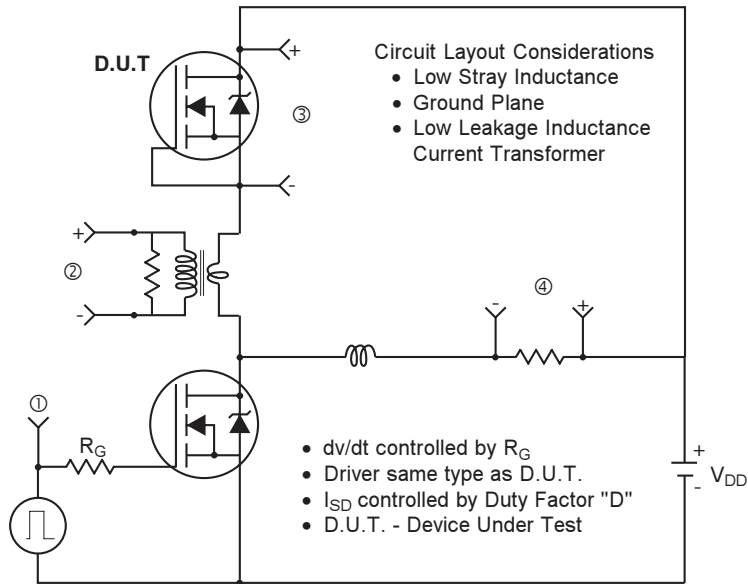 D.U.T
+
③
-
Circuit Layout Considerations
• Low Stray Inductance
• Ground Plane
• Low Leakage Inductance
Current Transformer
+
②
-
-
④
+
①
R_G
• dv/dt controlled by R_G
• Driver same type as D.U.T.
• I_SD controlled by Duty Factor "D"
• D.U.T. - Device Under Test
+
-
V_DD